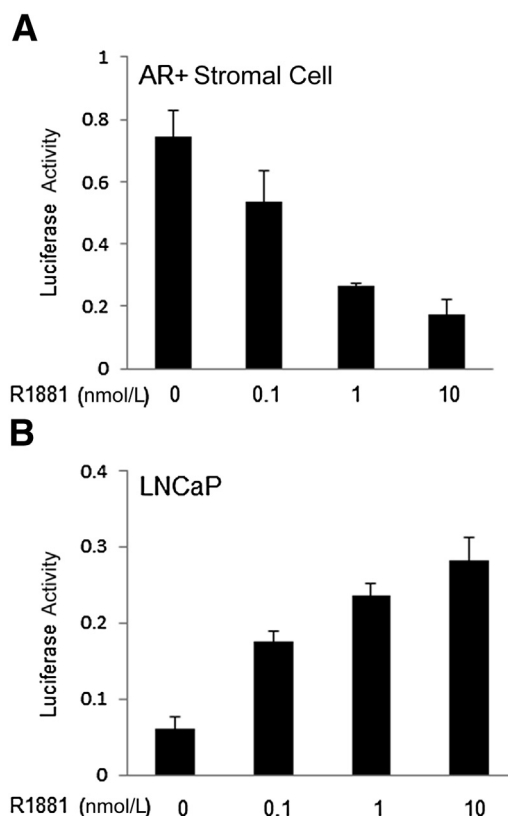 A
AR+ Stromal Cell
Luciferase Activity
1
0.8
0.6
0.4
0.2
0
R1881 (nmol/L) 0 0.1 1 10
B
LNCaP
Luciferase Activity
0.4
0.3
0.2
0.1
0
R1881 (nmol/L) 0 0.1 1 10